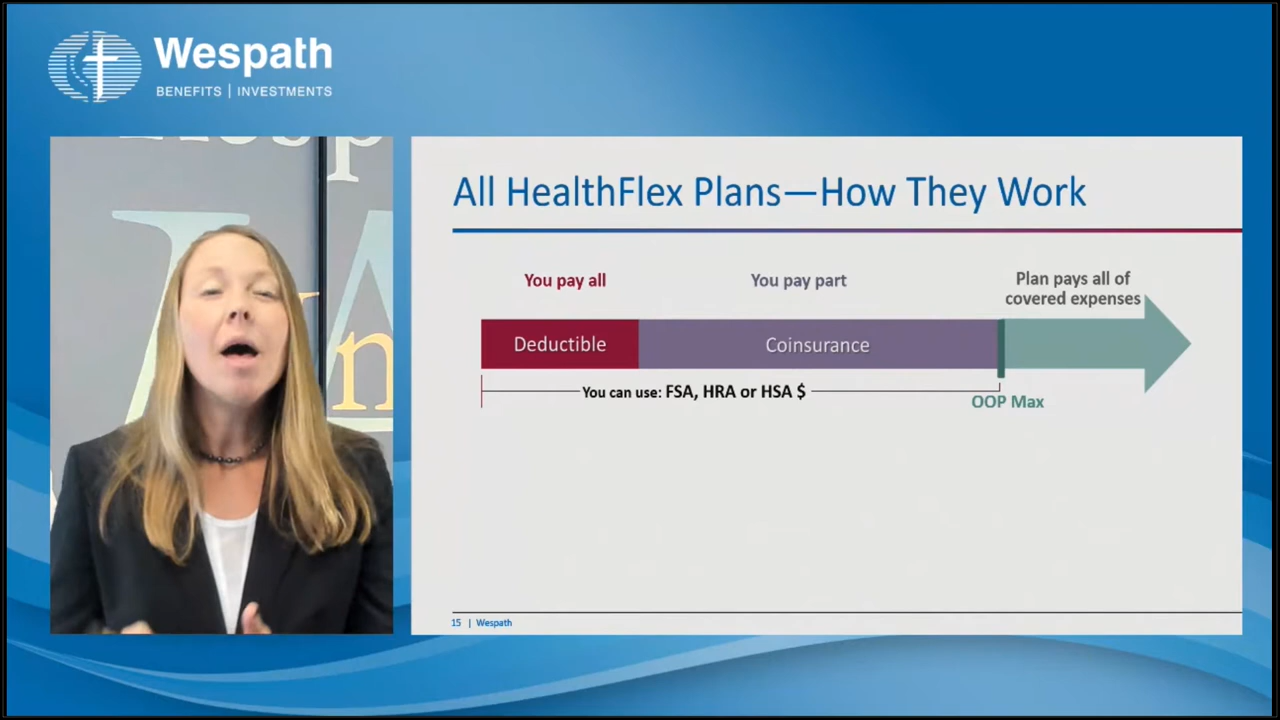 Wespath
BENEFITS | INVESTMENTS
All HealthFlex Plans—How They Work
You pay all
You pay part
Plan pays all of
covered expenses
Deductible
Coinsurance
You can use: FSA, HRA or HSA $
OOP Max
15 | Wespath